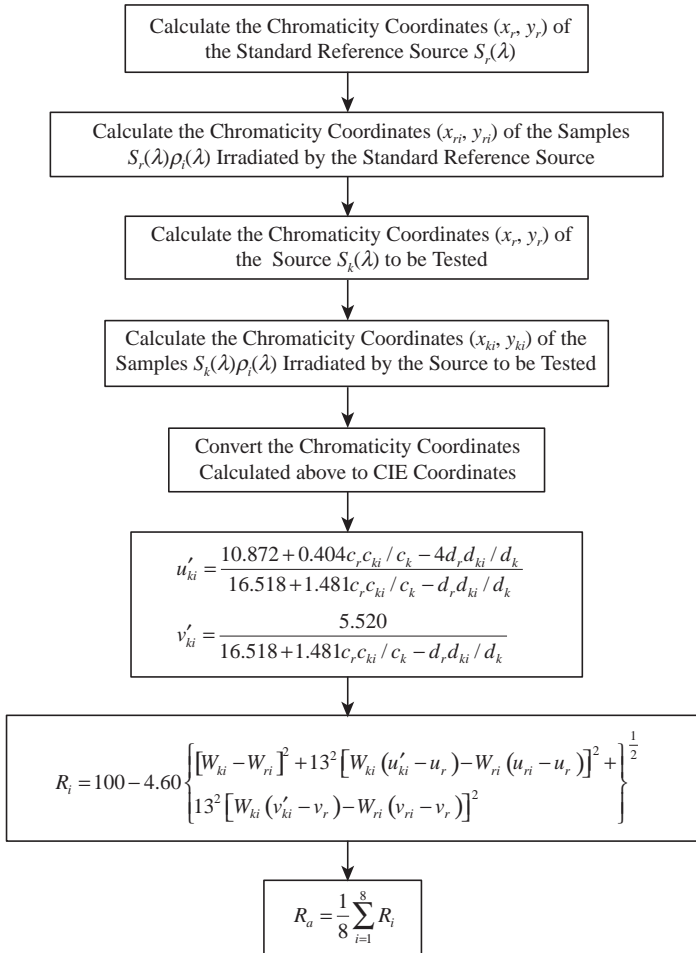 Calculate the Chromaticity Coordinates (x_r, y_r) of
the Standard Reference Source S_r(λ)
Calculate the Chromaticity Coordinates (x_ri, y_ri) of the Samples
S_r(λ)ρ_i(λ) Irradiated by the Standard Reference Source
Calculate the Chromaticity Coordinates (x_r, y_r) of
the Source S_k(λ) to be Tested
Calculate the Chromaticity Coordinates (x_ki, y_ki) of the
Samples S_k(λ)ρ_i(λ) Irradiated by the Source to be Tested
Convert the Chromaticity Coordinates
Calculated above to CIE Coordinates
u′_ki = (10.872 + 0.404c_r c_ki / c_k − 4d_r d_ki / d_k) / (16.518 + 1.481c_r c_ki / c_k − d_r d_ki / d_k)
v′_ki = 5.520 / (16.518 + 1.481c_r c_ki / c_k − d_r d_ki / d_k)
R_i = 100 − 4.60 {[W_ki − W_ri]^2 + 13^2 [W_ki (u′_ki − u_r) − W_ri (u_ri − u_r)]^2 +
13^2 [W_ki (v′_ki − v_r) − W_ri (v_ri − v_r)]^2}^(1/2)
R_a = 1/8 ∑_{i=1}^{8} R_i